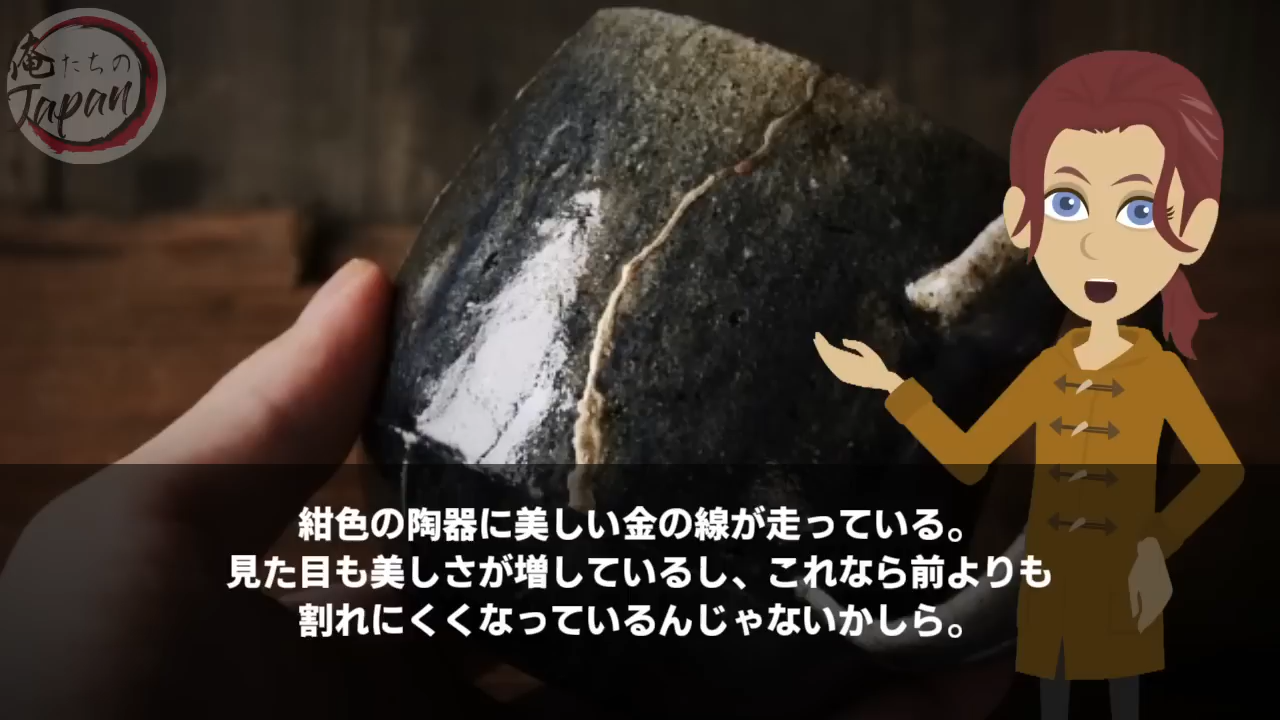 俺たちの
Japan
紺色の陶器に美しい金の線が走っている。
見た目も美しさが増しているし、これなら前よりも
割れにくくなっているんじゃないかしら。